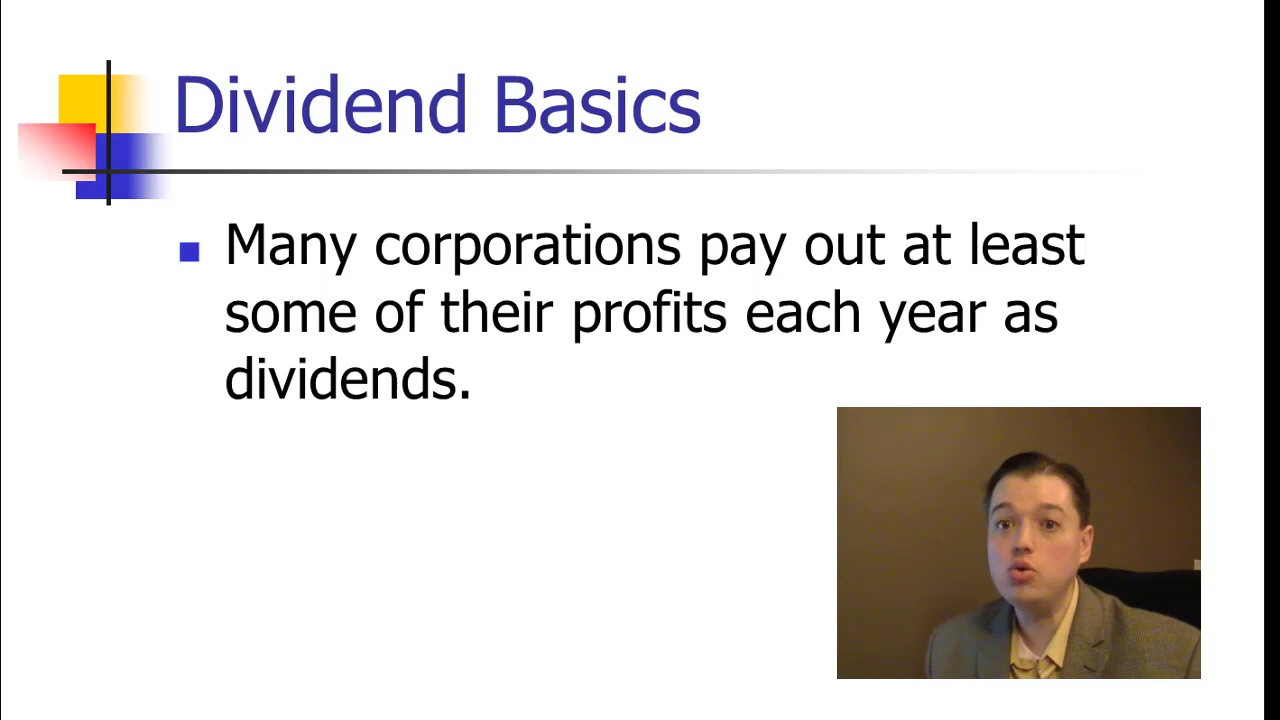 Dividend Basics
Many corporations pay out at least
some of their profits each year as
dividends.